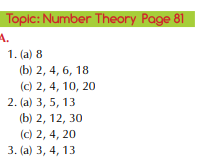 Topic: Number Theory Page 81
A.
1. (a) 8
(b) 2, 4, 6, 18
(c) 2, 4, 10, 20
2. (a) 3, 5, 13
(b) 2, 12, 30
(c) 2, 4, 20
3. (a) 3, 4, 13